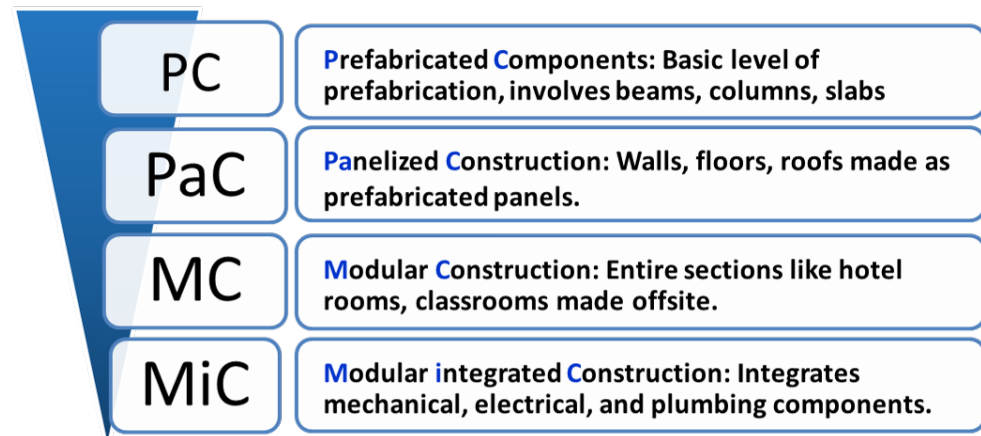 PC
Prefabricated Components: Basic level of
prefabrication, involves beams, columns, slabs
PaC
Panelized Construction: Walls, floors, roofs made as
prefabricated panels.
MC
Modular Construction: Entire sections like hotel
rooms, classrooms made offsite.
MiC
Modular integrated Construction: Integrates
mechanical, electrical, and plumbing components.